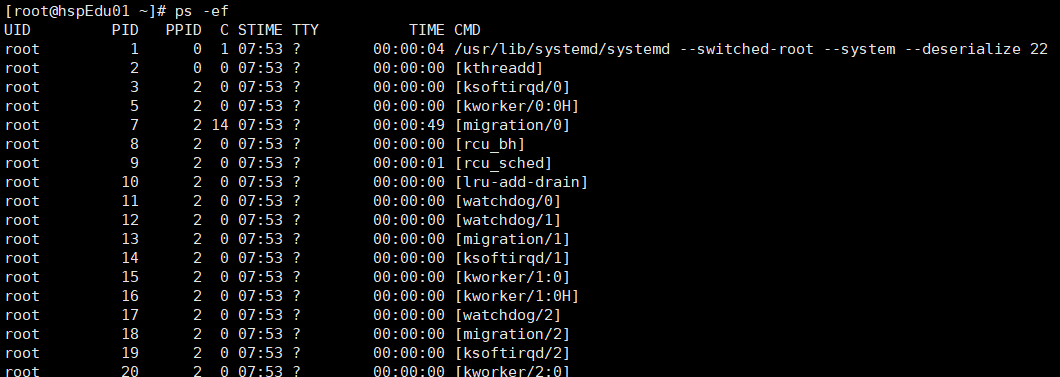 [root@hspEdu01 ~]# ps -ef
UID         PID   PPID  C STIME TTY          TIME CMD
root          1      0  1 07:53 ?        00:00:04 /usr/lib/systemd/systemd --switched-root --system --deserialize 22
root          2      0  0 07:53 ?        00:00:00 [kthreadd]
root          3      2  0 07:53 ?        00:00:00 [ksoftirqd/0]
root          5      2  0 07:53 ?        00:00:00 [kworker/0:0H]
root          7      2 14 07:53 ?        00:00:49 [migration/0]
root          8      2  0 07:53 ?        00:00:00 [rcu_bh]
root          9      2  0 07:53 ?        00:00:01 [rcu_sched]
root         10      2  0 07:53 ?        00:00:00 [lru-add-drain]
root         11      2  0 07:53 ?        00:00:00 [watchdog/0]
root         12      2  0 07:53 ?        00:00:00 [watchdog/1]
root         13      2  0 07:53 ?        00:00:00 [migration/1]
root         14      2  0 07:53 ?        00:00:00 [ksoftirqd/1]
root         15      2  0 07:53 ?        00:00:00 [kworker/1:0]
root         16      2  0 07:53 ?        00:00:00 [kworker/1:0H]
root         17      2  0 07:53 ?        00:00:00 [watchdog/2]
root         18      2  0 07:53 ?        00:00:00 [migration/2]
root         19      2  0 07:53 ?        00:00:00 [ksoftirqd/2]
root         20      2  0 07:53 ?        00:00:00 [kworker/2:0]